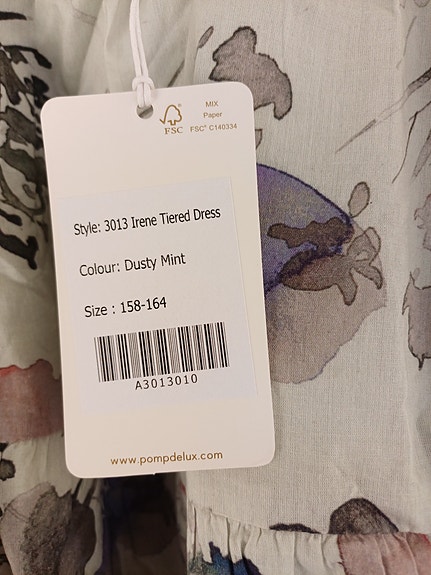 FSC
MIX
Paper
FSC® C140334
Style: 3013 Irene Tiered Dress
Colour: Dusty Mint
Size : 158-164
A3013010
www.pompdelux.com